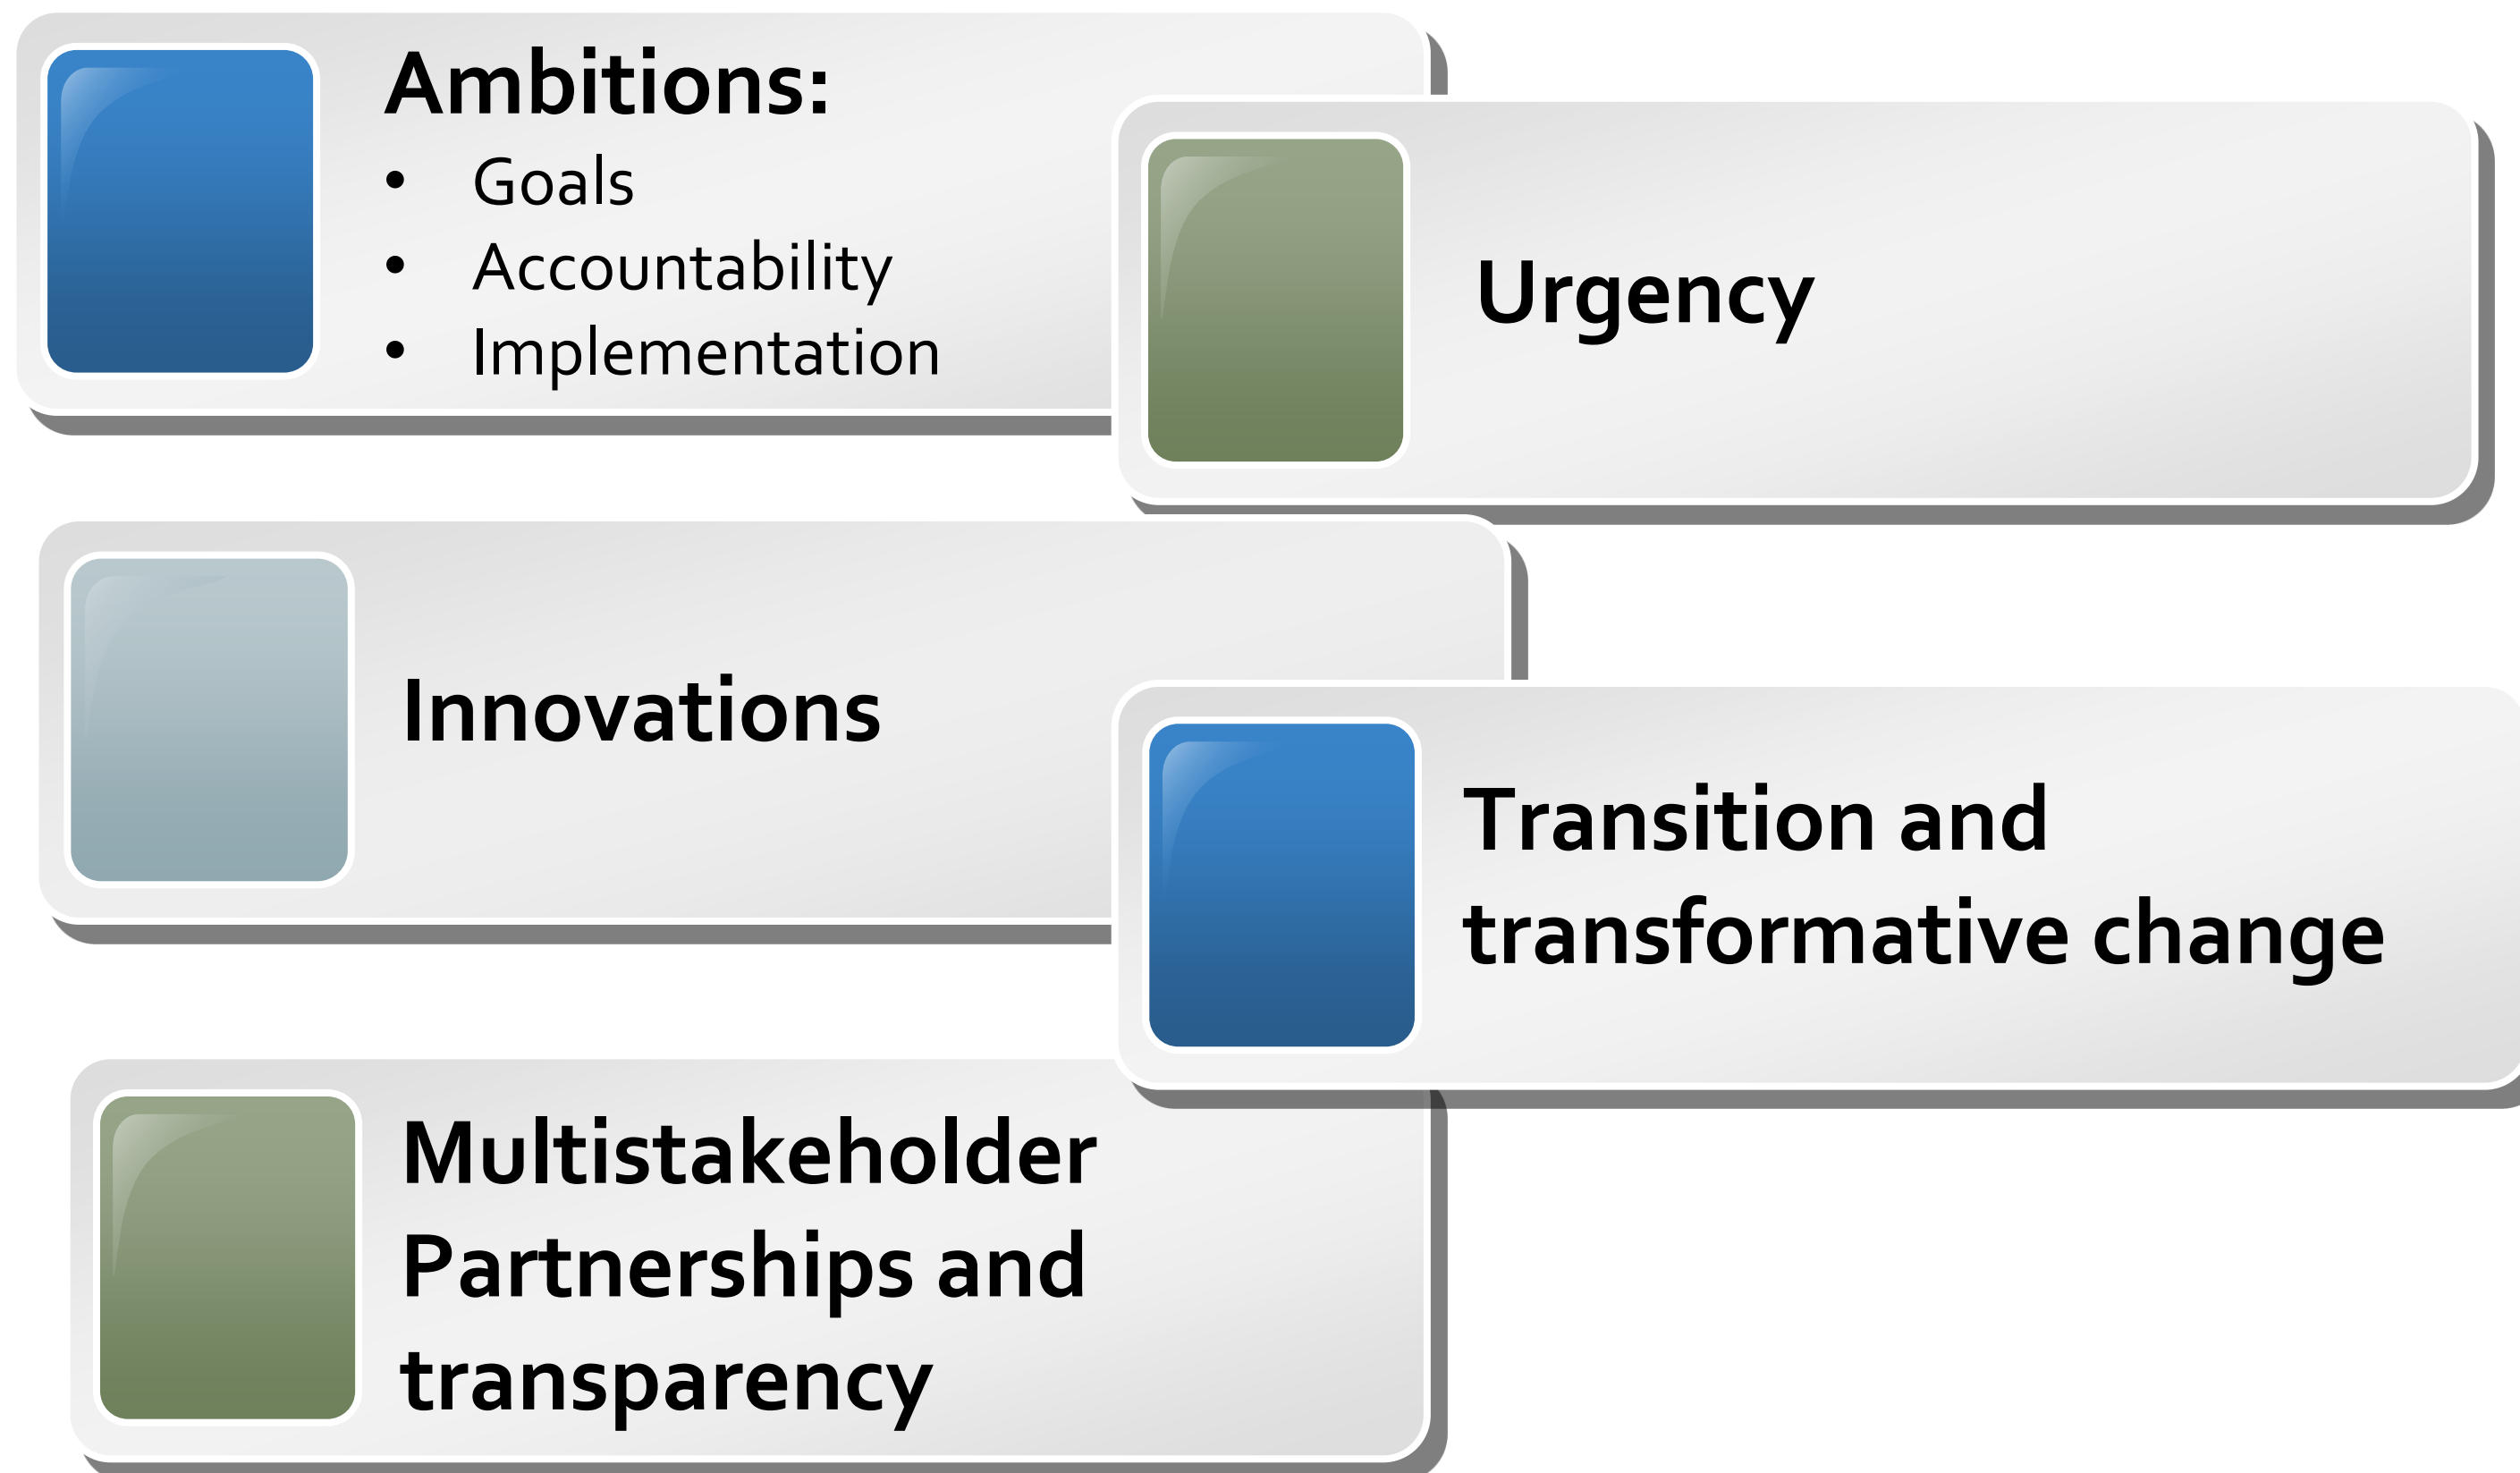 Ambitions:
• Goals
• Accountability
• Implementation
Urgency
Innovations
Transition and
transformative change
Multistakeholder
Partnerships and
transparency